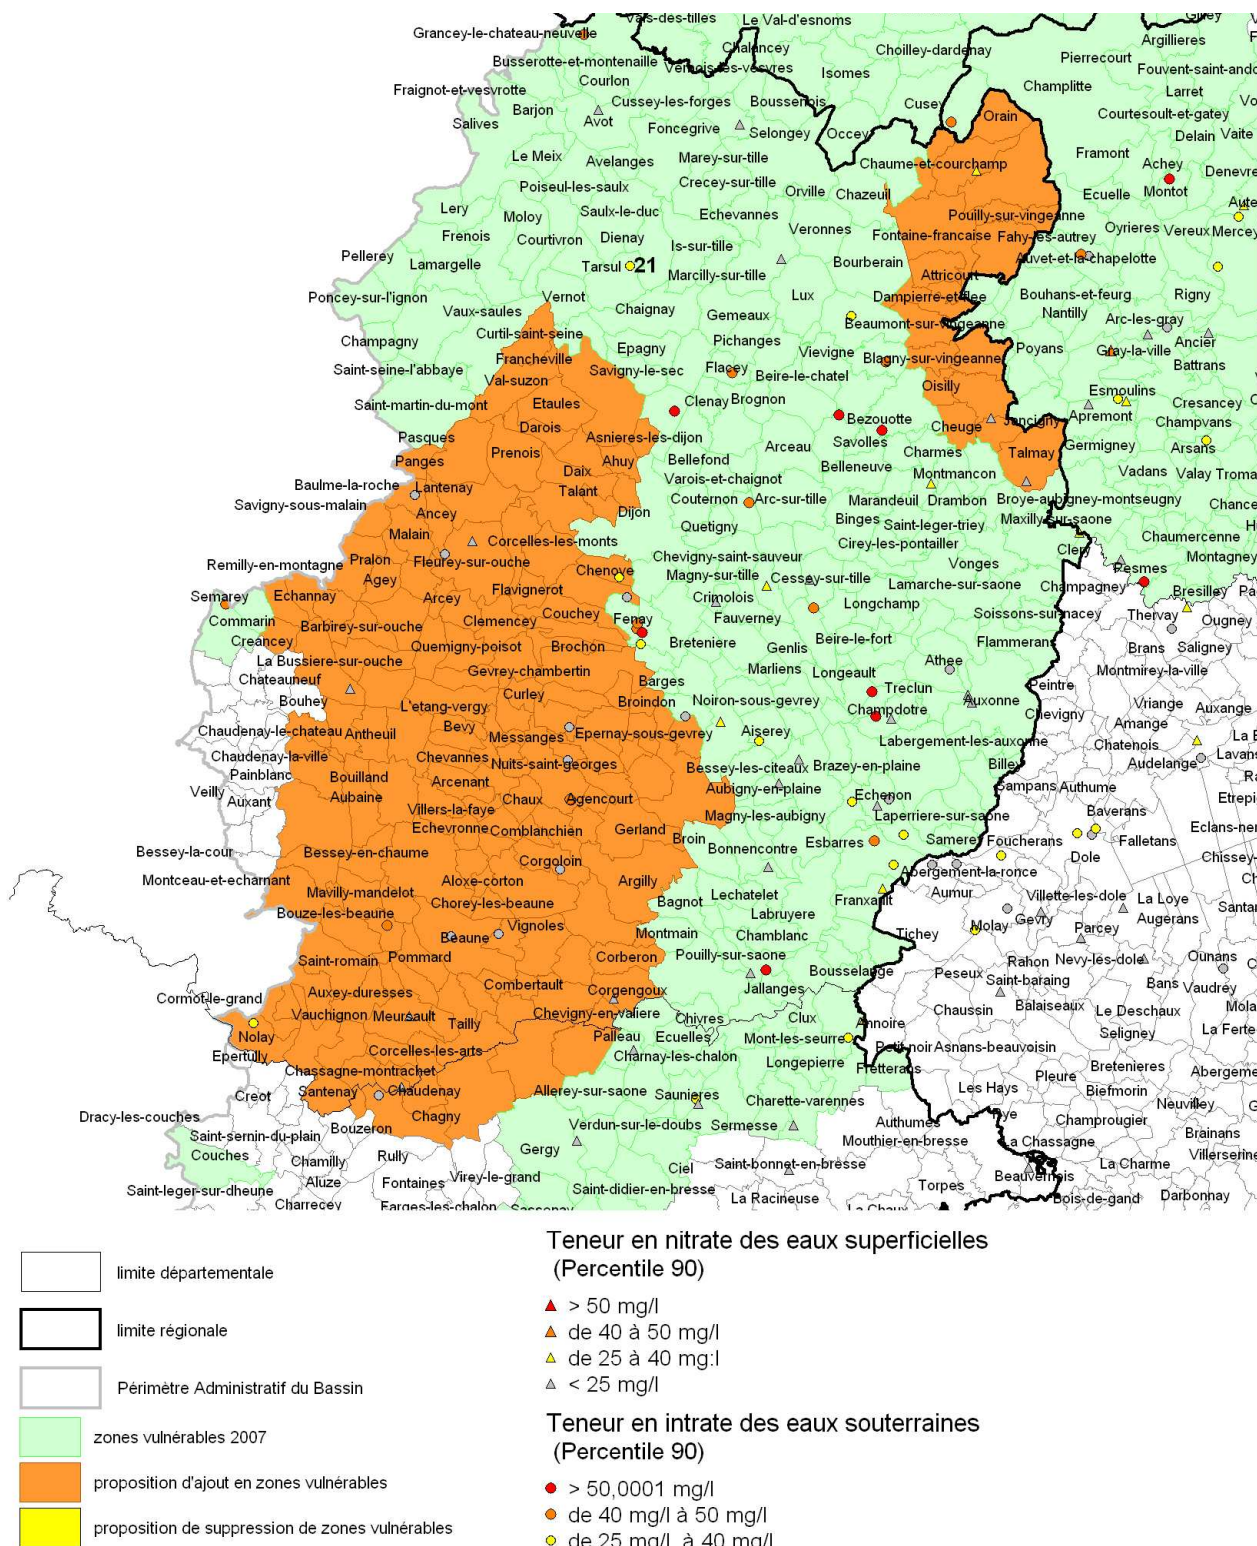 Vals-des-tilles
Le Val-d'esnoms
Grancey-le-chateau-neuvelle
Argillieres
Chalancey
Choilley-dardenay
Busserotte-et-montenaille
Vernois-les-vesvres
Pierrecourt
Isomes
Fouvent-saint-ando
Courlon
Fraignot-et-vesvrotte
Champlitte
Larret
Barjon
Cussey-les-forges
Boussenois
Cusey
Orain
Courtesoult-et-gatey
Salives
Avot
Foncegrive
Selongey
Occey
Delain
Vaite
Le Meix
Avelanges
Marey-sur-tille
Chaume-et-courchamp
Framont
Achey
Denevre
Poiseul-les-saulx
Crecey-sur-tille
Orville
Chazeuil
Ecuelle
Montot
Lery
Moloy
Saulx-le-duc
Echevannes
Pouilly-sur-vingeanne
Aute
Frenois
Courtivron
Dienay
Is-sur-tille
Veronnes
Fontaine-francaise
Fahy-les-autrey
Oyrieres
Vereux
Mercey
Pellerey
Lamargelle
Tarsul
21
Marcilly-sur-tille
Bourberain
Attricourt
Auvet-et-la-chapelotte
Poncey-sur-l'ignon
Vernot
Lux
Dampierre-et-flee
Bouhans-et-feurg
Rigny
Vaux-saules
Chaignay
Gemeaux
Beaumont-sur-vingeanne
Nantilly
Arc-les-gray
Champagny
Curtil-saint-seine
Pichanges
Ancier
Francheville
Epagny
Vievigne
Blagny-sur-vingeanne
Poyans
Gray-la-ville
Saint-seine-l'abbaye
Val-suzon
Savigny-le-sec
Flacey
Beire-le-chatel
Oisilly
Battrans
Esmoulins
Saint-martin-du-mont
Etaules
Clenay
Brognon
Bezouotte
Cheuge
Jancigny
Apremont
Cresancey
Champvans
Pasques
Darois
Asnieres-les-dijon
Arceau
Savolles
Charmes
Talmay
Germigney
Arsans
Panges
Prenois
Daix
Ahuy
Bellefond
Belleneuve
Montmancon
Vadans
Valay
Troma
Baulme-la-roche
Lantenay
Talant
Varois-et-chaignot
Savigny-sous-malain
Ancey
Dijon
Couternon
Arc-sur-tille
Marandeuil
Drambon
Broye-aubigney-montseugny
Chance
Malain
Corcelles-les-monts
Quetigny
Binges
Saint-leger-triey
Maxilly-sur-saone
Cirey-les-pontailler
Chaumercenne
Remilly-en-montagne
Pralon
Fleurey-sur-ouche
Chenove
Chevigny-saint-sauveur
Vonges
Clery
Pesmes
Montagney
Semarey
Echannay
Agey
Arcey
Flavignerot
Magny-sur-tille
Cessey-sur-tille
Lamarche-sur-saone
Champagney
Bresilley
Commarin
Barbirey-sur-ouche
Clemencey
Couchey
Fenay
Crimolois
Fauverney
Longchamp
Soissons-sur-nacey
Thervay
Ougney
Creancey
Quemigny-poisot
Brochon
Breteniere
Genlis
Beire-le-fort
Flammerans
Brans
Saligney
La Bussiere-sur-ouche
Gevrey-chambertin
Marliens
Longeault
Athee
Montmirey-la-ville
Chateauneuf
Curley
Barges
Treclun
Peintre
Bouhey
L'etang-vergy
Broindon
Noiron-sous-gevrey
Champdotre
Auxonne
Chevigny
Vriange
Auxange
Chaudenay-le-chateau
Antheuil
Bevy
Messanges
Epernay-sous-gevrey
Aiserey
Labergement-les-auxonne
Amange
Chaudenay-la-ville
Chevannes
Nuits-saint-georges
Bessey-les-citeaux
Brazey-en-plaine
Billey
Chatenois
Lavans
Painblanc
Bouilland
Arcenant
Audelange
Veilly
Auxant
Aubaine
Chaux
Agencourt
Aubigny-en-plaine
Echenon
Sampans
Authume
Etrepi
Villers-la-faye
Magny-les-aubigny
Laperriere-sur-saone
Baverans
Echevronne
Comblanchien
Gerland
Broin
Bonnencontre
Esbarres
Samerey
Foucherans
Falletans
Eclans-ner
Bessey-la-cour
Bessey-en-chaume
Corgoloin
Dole
Chissey
Montceau-et-echarnant
Mavilly-mandelot
Aloxe-corton
Argilly
Lechatelet
Abergement-la-ronce
Aumur
Villette-les-dole
La Loye
Bouze-les-beaune
Chorey-les-beaune
Bagnot
Labruyere
Franxault
Molay
Gevry
Augerans
Santan
Beaune
Vignoles
Montmain
Chamblanc
Tichey
Parcey
Saint-romain
Pommard
Corberon
Pouilly-sur-saone
Bousselange
Peseux
Rahon
Nevy-les-dole
Ounans
Cormot-le-grand
Auxey-duresses
Combertault
Corgengoux
Jallanges
Saint-baraing
Bans
Vaudrey
Vauchignon
Meursault
Tailly
Chevigny-en-valiere
Chivres
Clux
Annoire
Chaussin
Balaiseaux
Le Deschaux
Mola
Nolay
Palleau
Ecuelles
Mont-les-seurre
Seligney
La Ferte
Epertully
Corcelles-les-arts
Charnay-les-chalon
Longepierre
Petit-noir
Asnans-beauvoisin
Chassagne-montrachet
Fretterans
Bretenieres
Creot
Santenay
Chaudenay
Allerey-sur-saone
Saunieres
Charette-varennes
Les Hays
Pleure
Biefmorin
Abergeme
Dracy-les-couches
Chagny
Neuvilley
Saint-sernin-du-plain
Bouzeron
Verdun-sur-le-doubs
Sermesse
Authumes
Champrougier
Brainans
Couches
Chamilly
Rully
Gergy
Mouthier-en-bresse
La Chassagne
Villerserine
Aluze
Fontaines
Virey-le-grand
Ciel
Saint-bonnet-en-bresse
Beauvernois
La Charme
Saint-leger-sur-dheune
Charrecey
Farges-les-chalon
Sassenay
Saint-didier-en-bresse
La Racineuse
La Chaux
Torpes
Bois-de-gand
Darbonnay
limite départementale
limite régionale
Périmètre Administratif du Bassin
zones vulnérables 2007
proposition d'ajout en zones vulnérables
proposition de suppression de zones vulnérables
Teneur en nitrate des eaux superficielles
(Percentile 90)
> 50 mg/l
de 40 à 50 mg/l
de 25 à 40 mg:l
< 25 mg/l
Teneur en intrate des eaux souterraines
(Percentile 90)
> 50,0001 mg/l
de 40 mg/l à 50 mg/l
de 25 mg/l à 40 mg/l